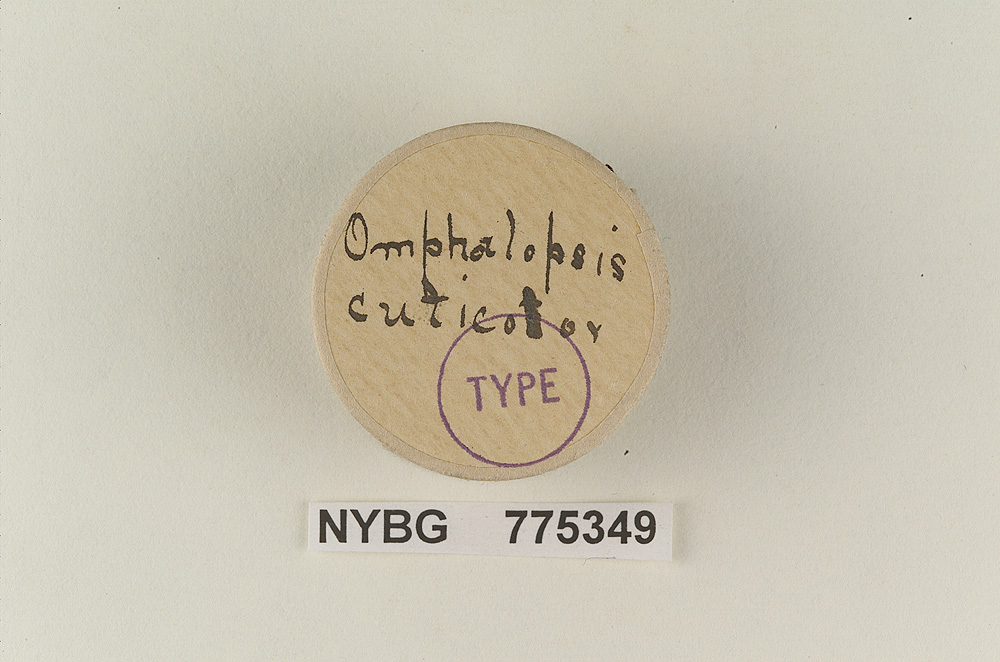 Omphalopsis
cuticolor
TYPE
NYBG 775349